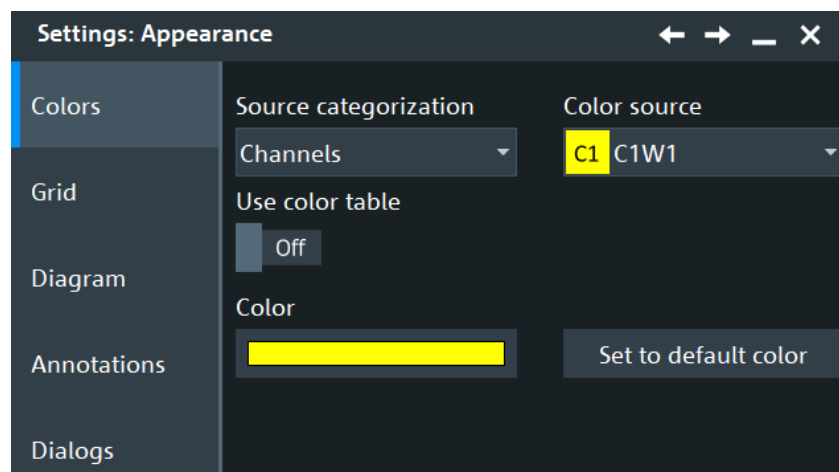 Settings: Appearance
Colors
Grid
Diagram
Annotations
Dialogs
Source categorization
Channels
Color source
C1 C1W1
Use color table
Off
Color
Set to default color